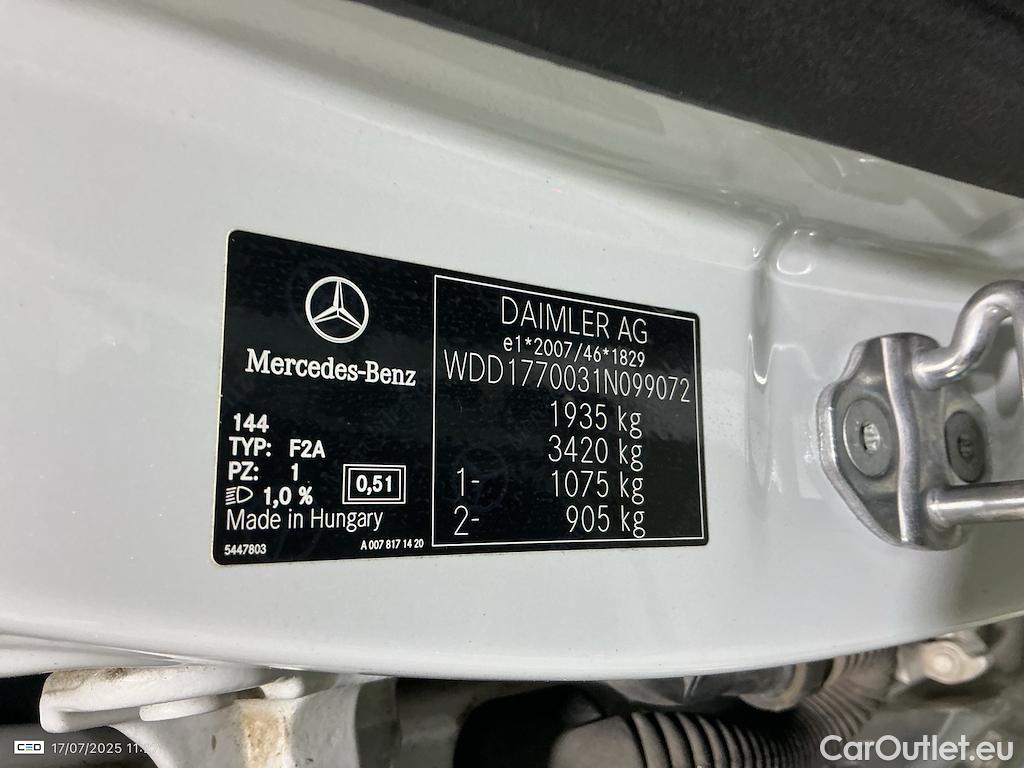 Mercedes-Benz
144
TYP: F2A
PZ: 1
1,0 %
0,51
Made in Hungary
5447803
A 007 817 14 20
DAIMLER AG
e1*2007/46*1829
WDD1770031N099072
1935 kg
3420 kg
1- 1075 kg
2- 905 kg
17/07/2025
CarOutlet.eu